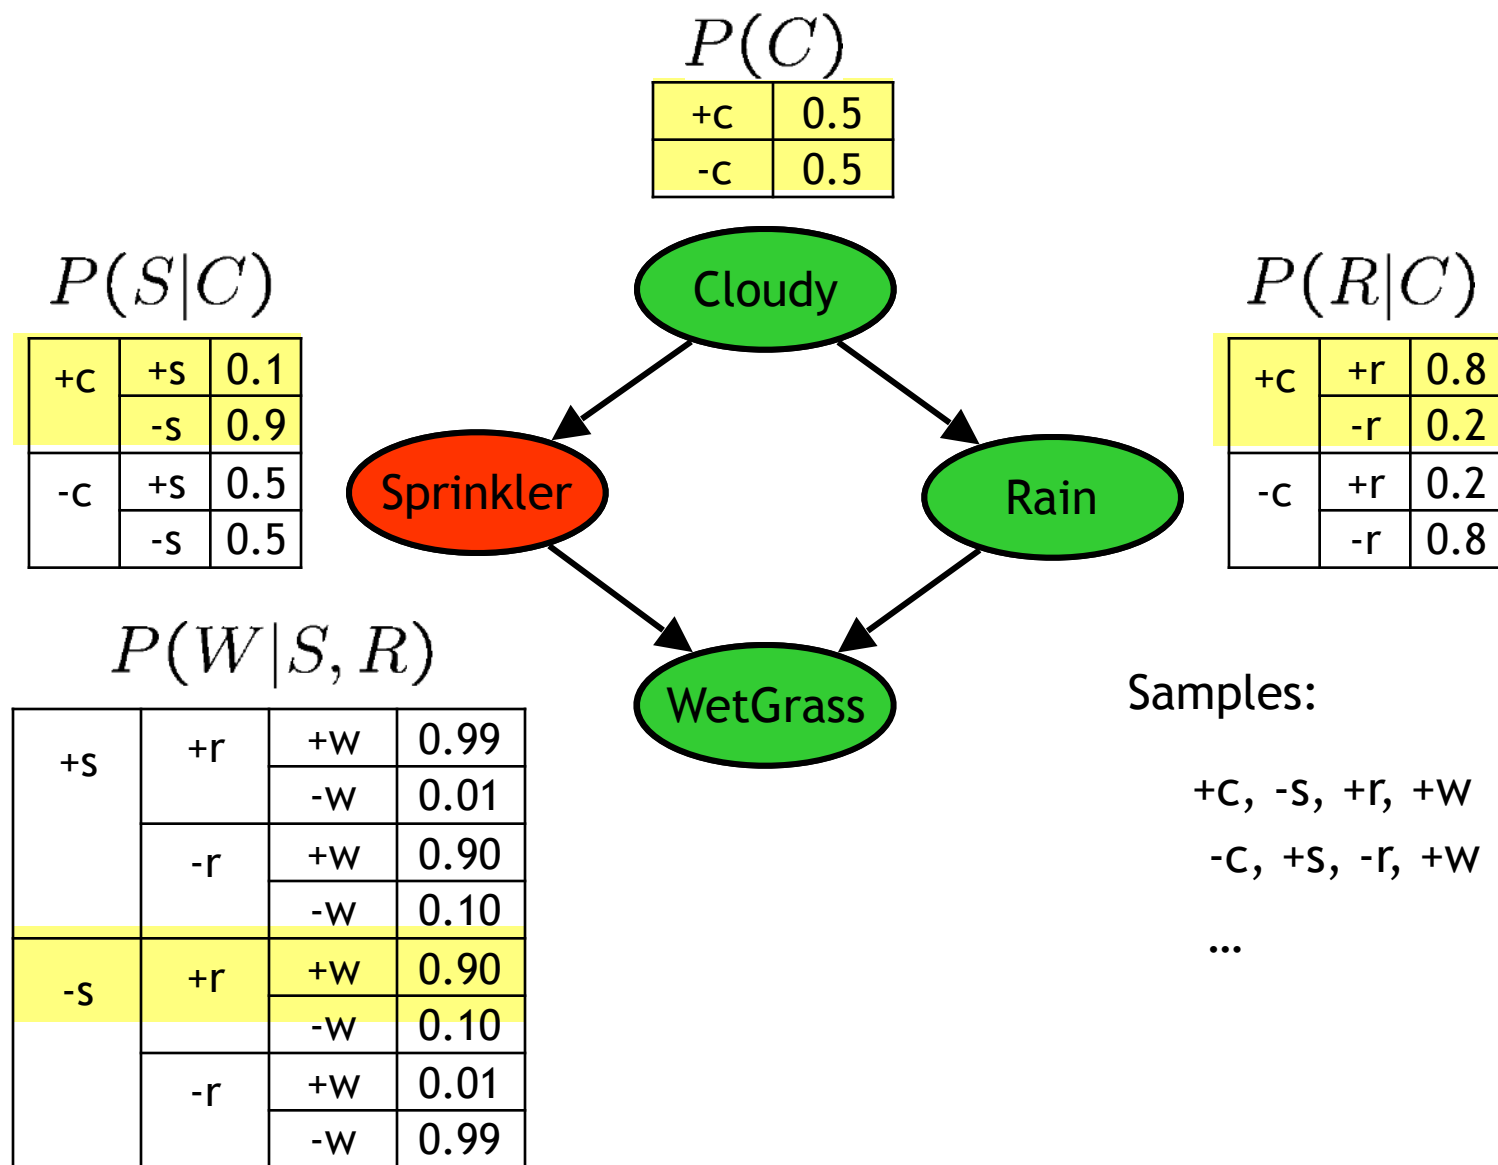 P(C)
+c 0.5
-c 0.5
P(S|C)
+c +s 0.1
-s 0.9
-c +s 0.5
-s 0.5
Cloudy
P(R|C)
+c +r 0.8
-r 0.2
-c +r 0.2
-r 0.8
Sprinkler
Rain
P(W|S, R)
+s +r +w 0.99
-w 0.01
-r +w 0.90
-w 0.10
-s +r +w 0.90
-w 0.10
-r +w 0.01
-w 0.99
WetGrass
Samples:
+c, -s, +r, +w
-c, +s, -r, +w
…